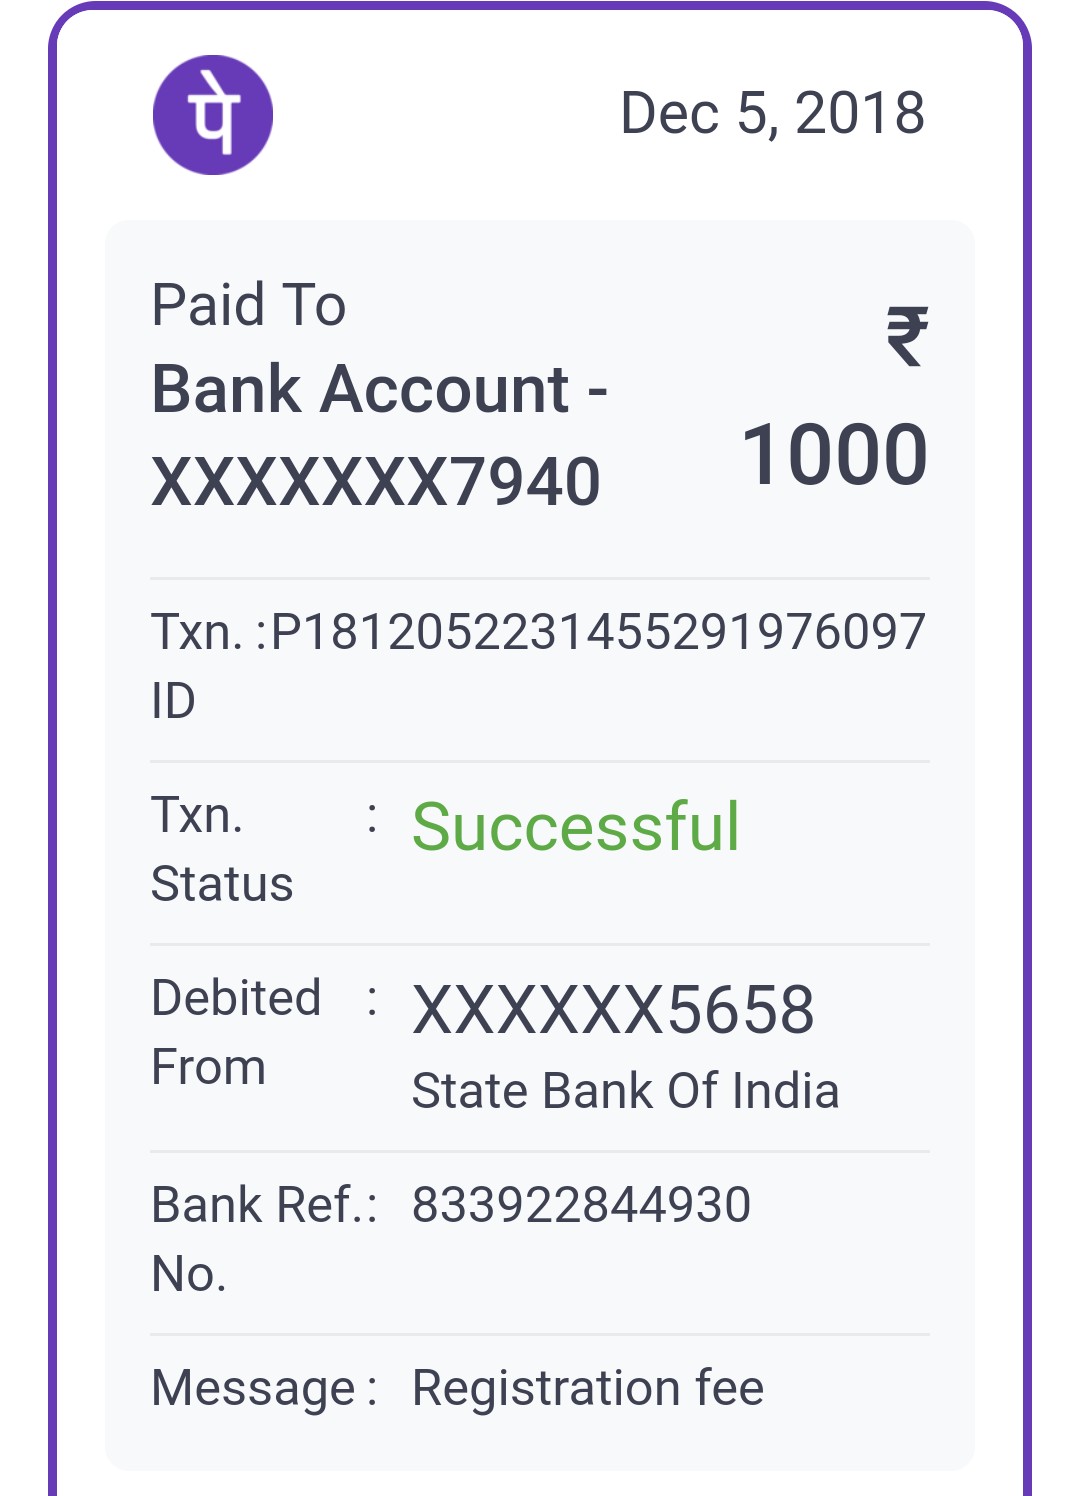 पे
Dec 5, 2018
Paid To
Bank Account -
XXXXXXX7940
₹
1000
Txn. ID : P1812052231455291976097
Txn. Status : Successful
Debited From : XXXXXX5658
State Bank Of India
Bank Ref. No. : 833922844930
Message : Registration fee